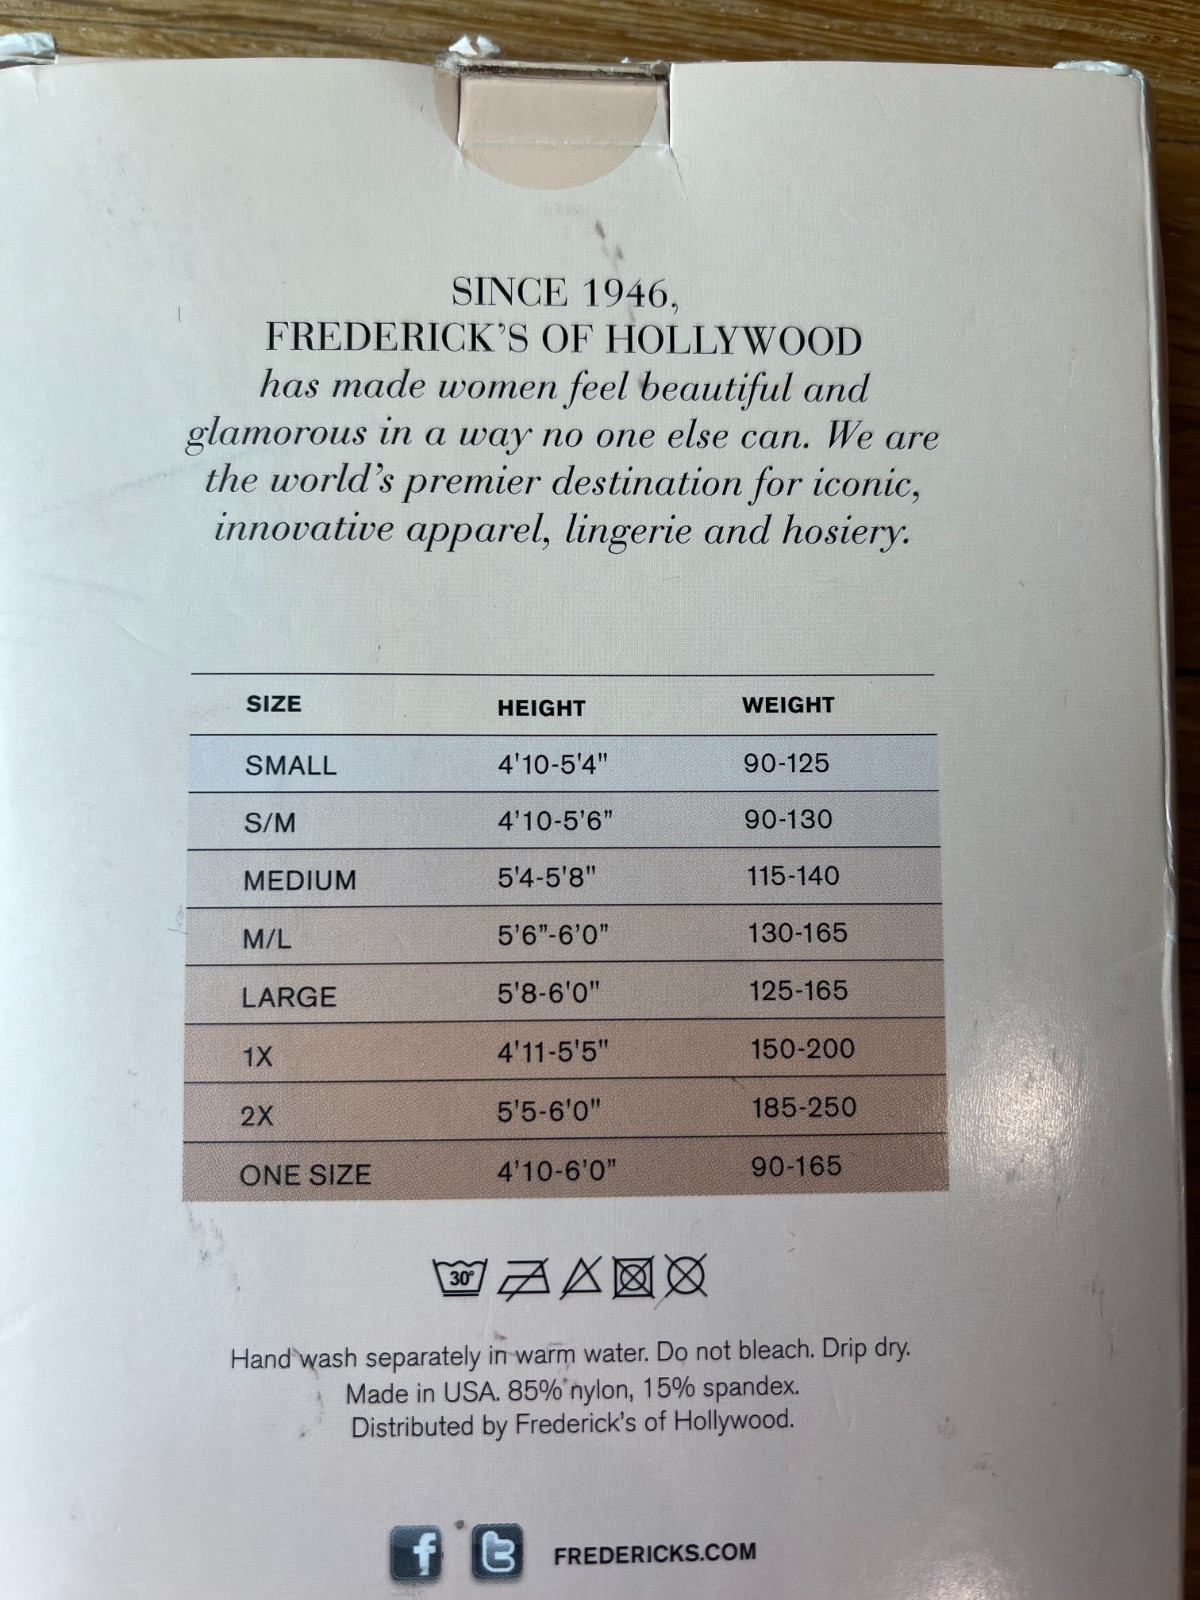 SINCE 1946,
FREDERICK'S OF HOLLYWOOD
has made women feel beautiful and
glamorous in a way no one else can. We are
the world's premier destination for iconic,
innovative apparel, lingerie and hosiery.
SIZE HEIGHT WEIGHT
SMALL 4'10-5'4" 90-125
S/M 4'10-5'6” 90-130
MEDIUM 5'4-5'8" 115-140
M/L 5'6”-6'0” 130-165
LARGE 5'8-6'0" 125-165
1X 4'11-5'5" 150-200
2X 5'5-6'0" 185-250
ONE SIZE 4'10-6'0” 90-165
30°
Hand wash separately in warm water. Do not bleach. Drip dry.
Made in USA. 85% nylon, 15% spandex.
Distributed by Frederick's of Hollywood.
f t FREDERICKS.COM